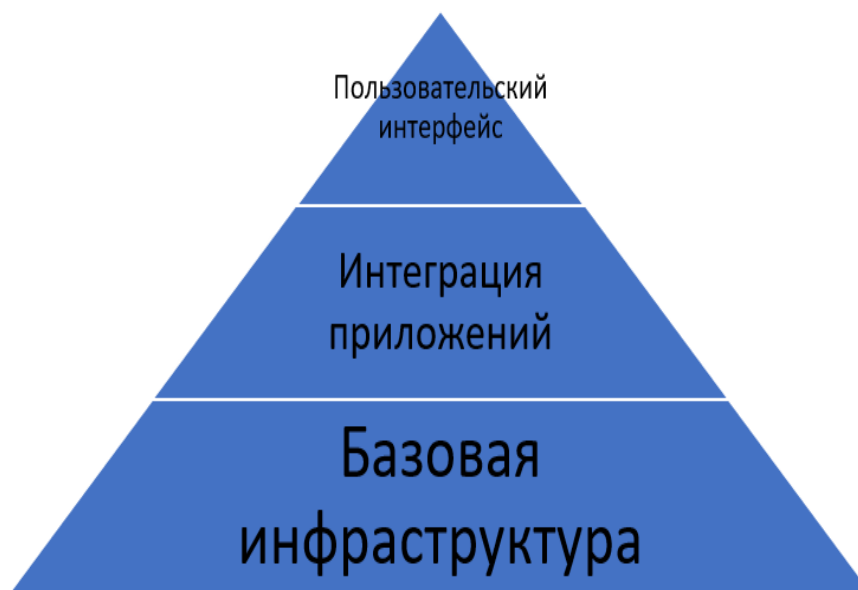 Пользовательский
интерфейс
Интеграция
приложений
Базовая
инфраструктура